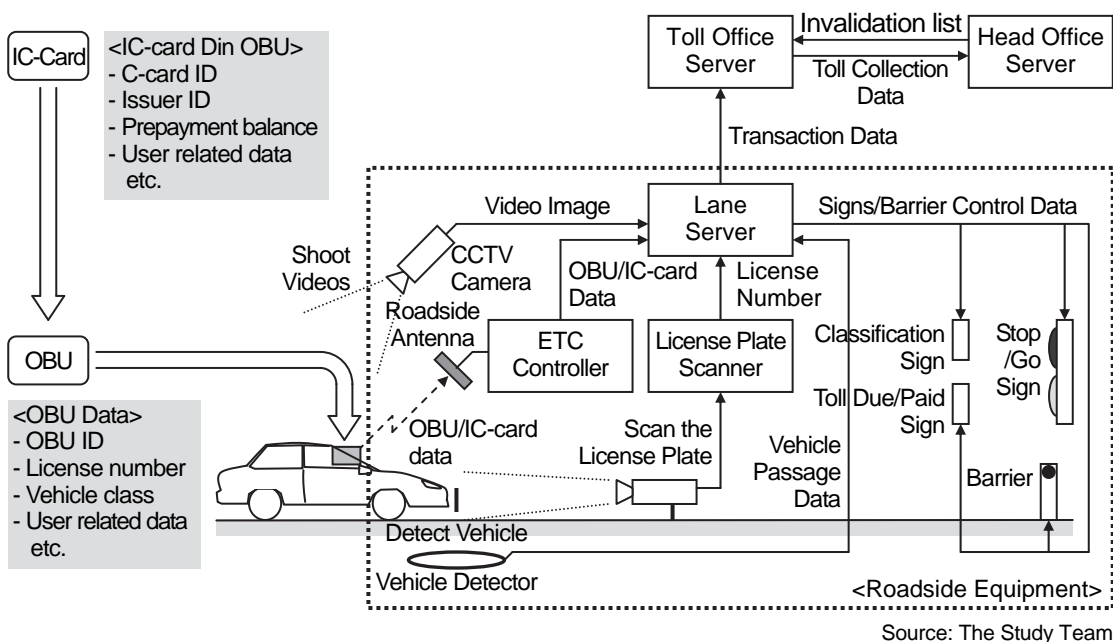 IC-Card
<IC-card Din OBU>
- C-card ID
- Issuer ID
- Prepayment balance
- User related data
etc.
Toll Office
Server
Invalidation list
Toll Collection
Data
Head Office
Server
Transaction Data
Video Image
Lane
Server
Signs/Barrier Control Data
Shoot
Videos
CCTV
Camera
OBU/IC-card
Data
License
Number
Roadside
Antenna
ETC
Controller
License Plate
Scanner
Classification
Sign
Stop
/Go
Sign
OBU
Toll Due/Paid
Sign
<OBU Data>
- OBU ID
- License number
- Vehicle class
- User related data
etc.
OBU/IC-card
data
Scan the
License Plate
Vehicle
Passage
Data
Barrier
Detect Vehicle
Vehicle Detector
<Roadside Equipment>
Source: The Study Team